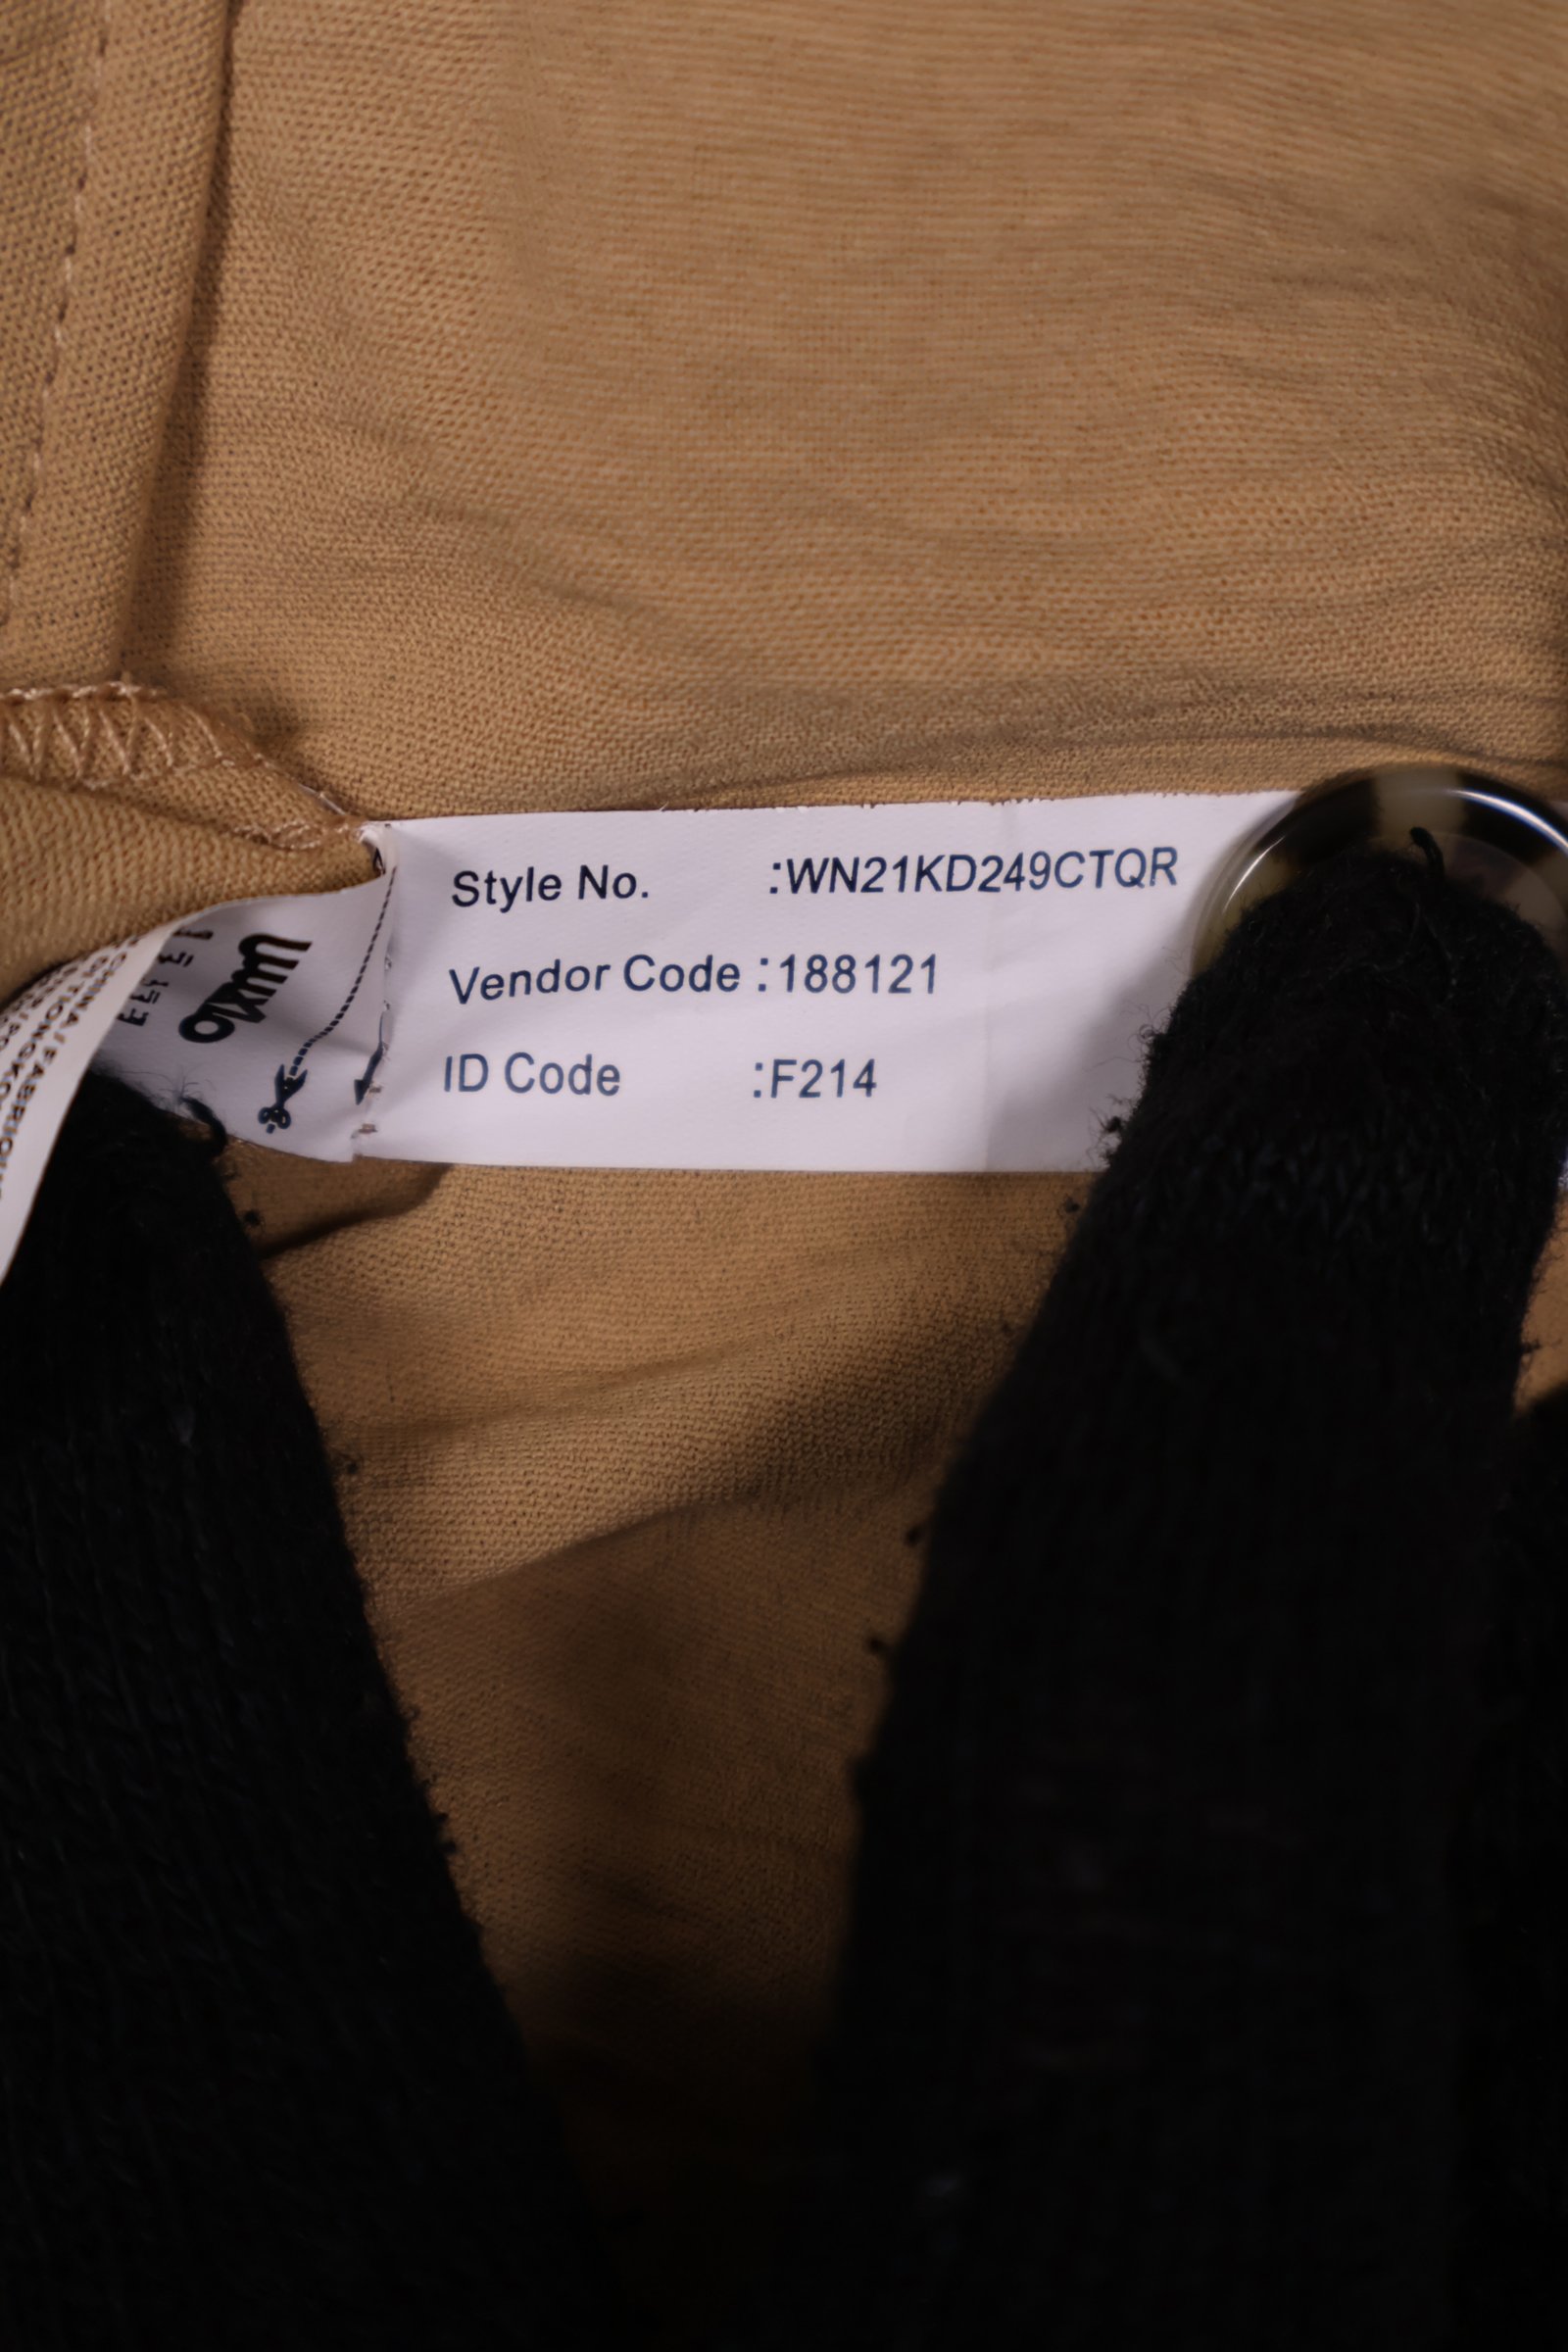 Style No. :WN21KD249CTQR
Vendor Code :188121
ID Code :F214